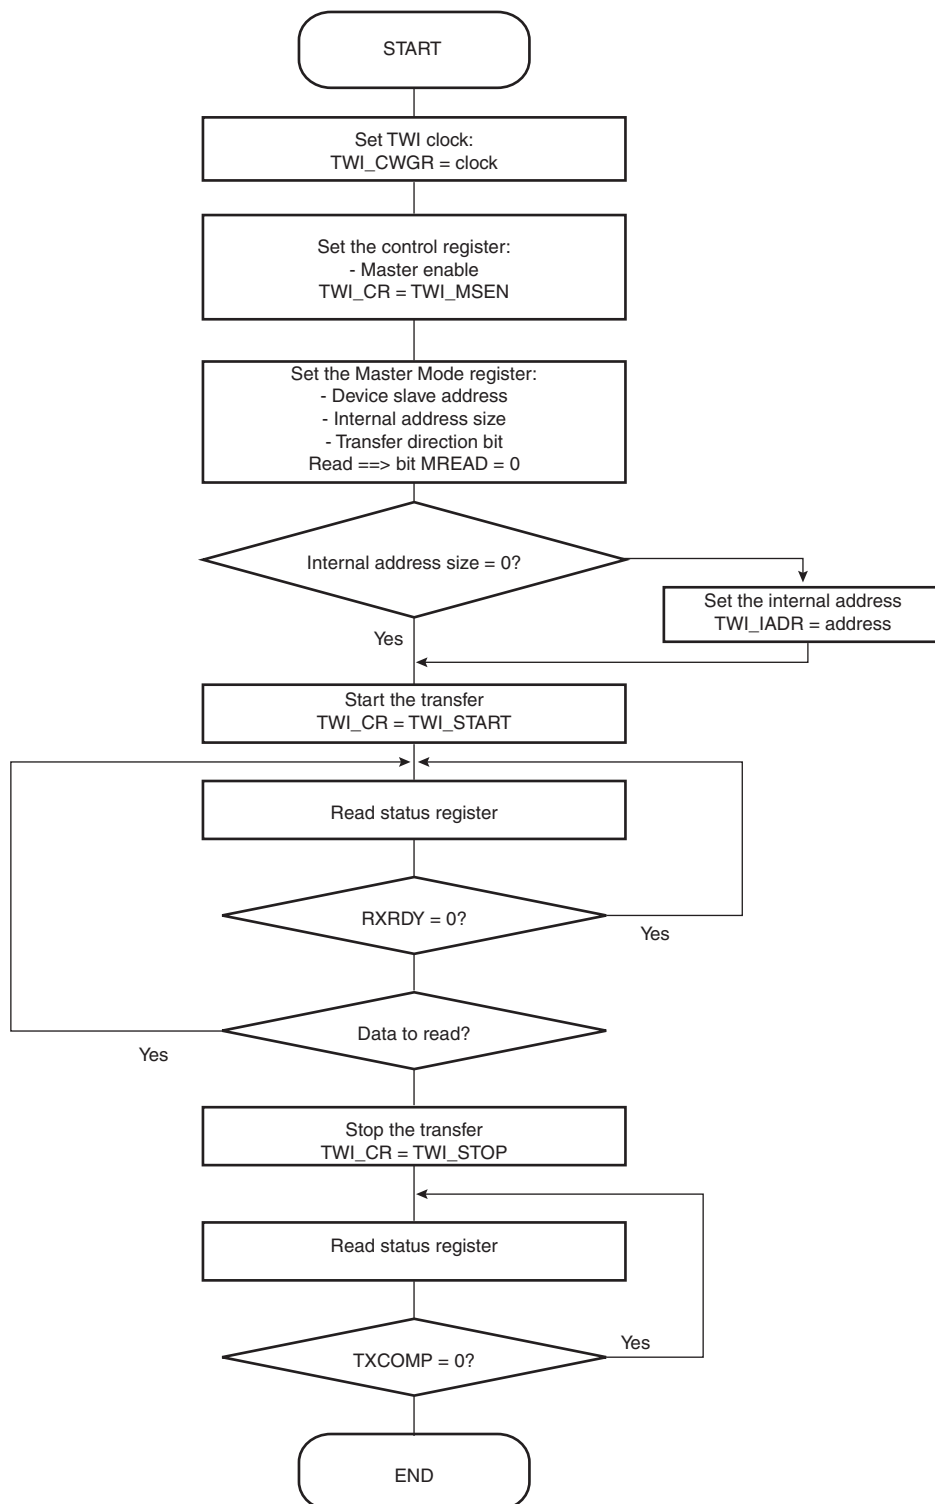 START
Set TWI clock:
TWI_CWGR = clock
Set the control register:
- Master enable
TWI_CR = TWI_MSEN
Set the Master Mode register:
- Device slave address
- Internal address size
- Transfer direction bit
Read ==> bit MREAD = 0
Internal address size = 0?
Set the internal address
TWI_IADR = address
Yes
Start the transfer
TWI_CR = TWI_START
Read status register
RXRDY = 0?
Yes
Data to read?
Yes
Stop the transfer
TWI_CR = TWI_STOP
Read status register
TXCOMP = 0?
Yes
END